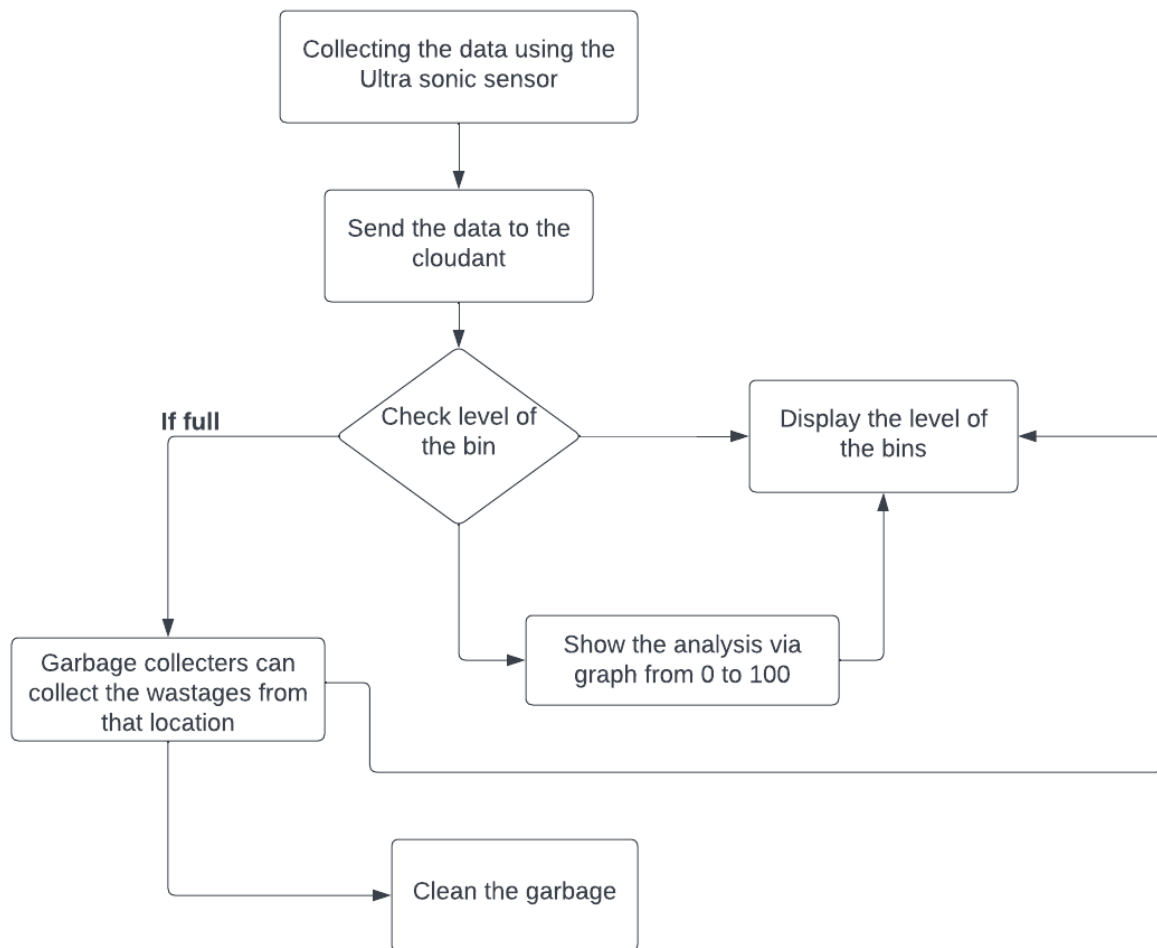 Collecting the data using the
Ultra sonic sensor
Send the data to the
cloudant
If full
Check level of
the bin
Display the level of
the bins
Show the analysis via
graph from 0 to 100
Garbage collecters can
collect the wastages from
that location
Clean the garbage